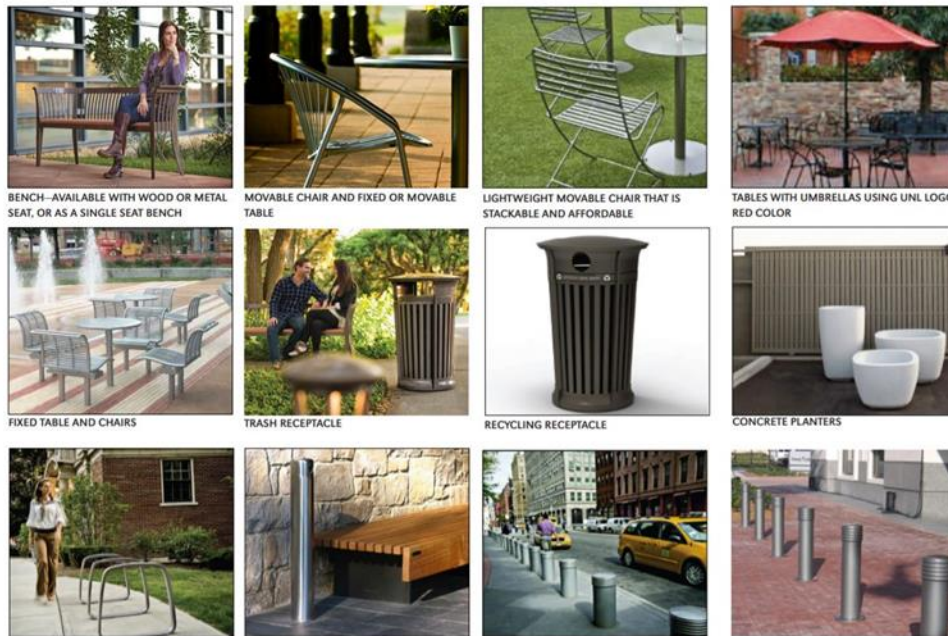 BENCH—AVAILABLE WITH WOOD OR METAL
SEAT, OR AS A SINGLE SEAT BENCH
MOVABLE CHAIR AND FIXED OR MOVABLE
TABLE
LIGHTWEIGHT MOVABLE CHAIR THAT IS
STACKABLE AND AFFORDABLE
TABLES WITH UMBRELLAS USING UNL LOGO
RED COLOR
FIXED TABLE AND CHAIRS
TRASH RECEPTACLE
RECYCLING RECEPTACLE
CONCRETE PLANTERS